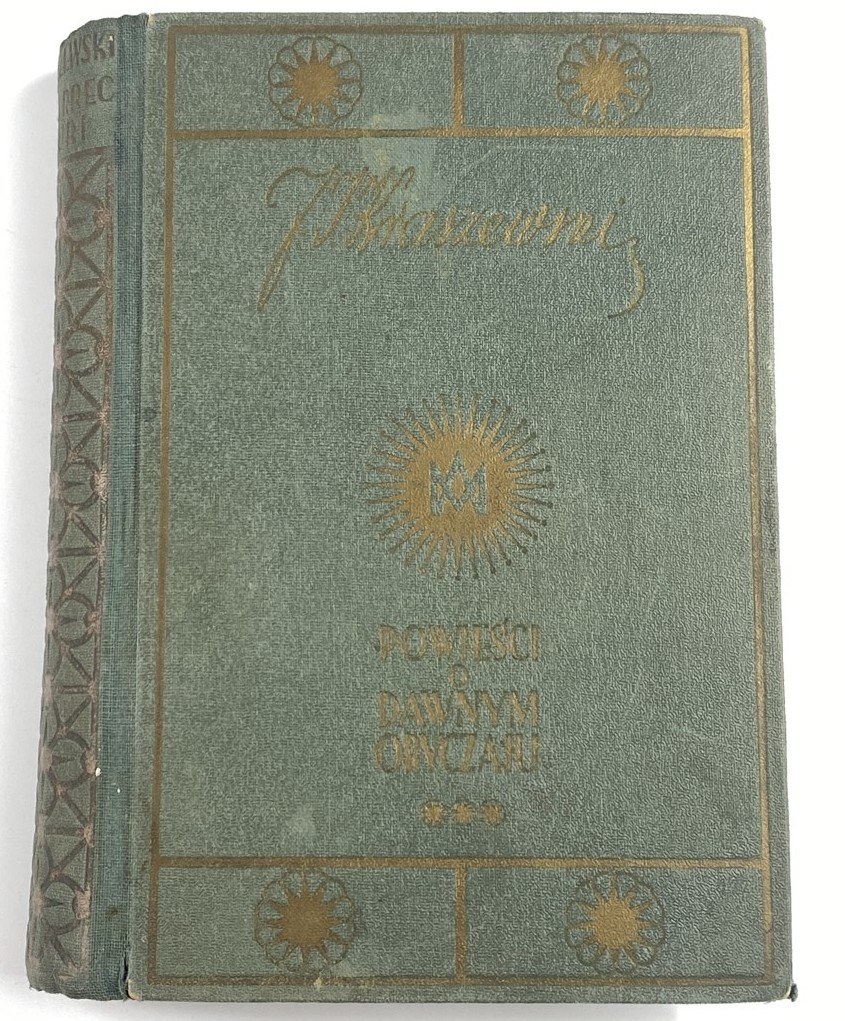 J.I. Kraszewski
POWIEŚCI
O
DAWNYM
OBYCZAJU